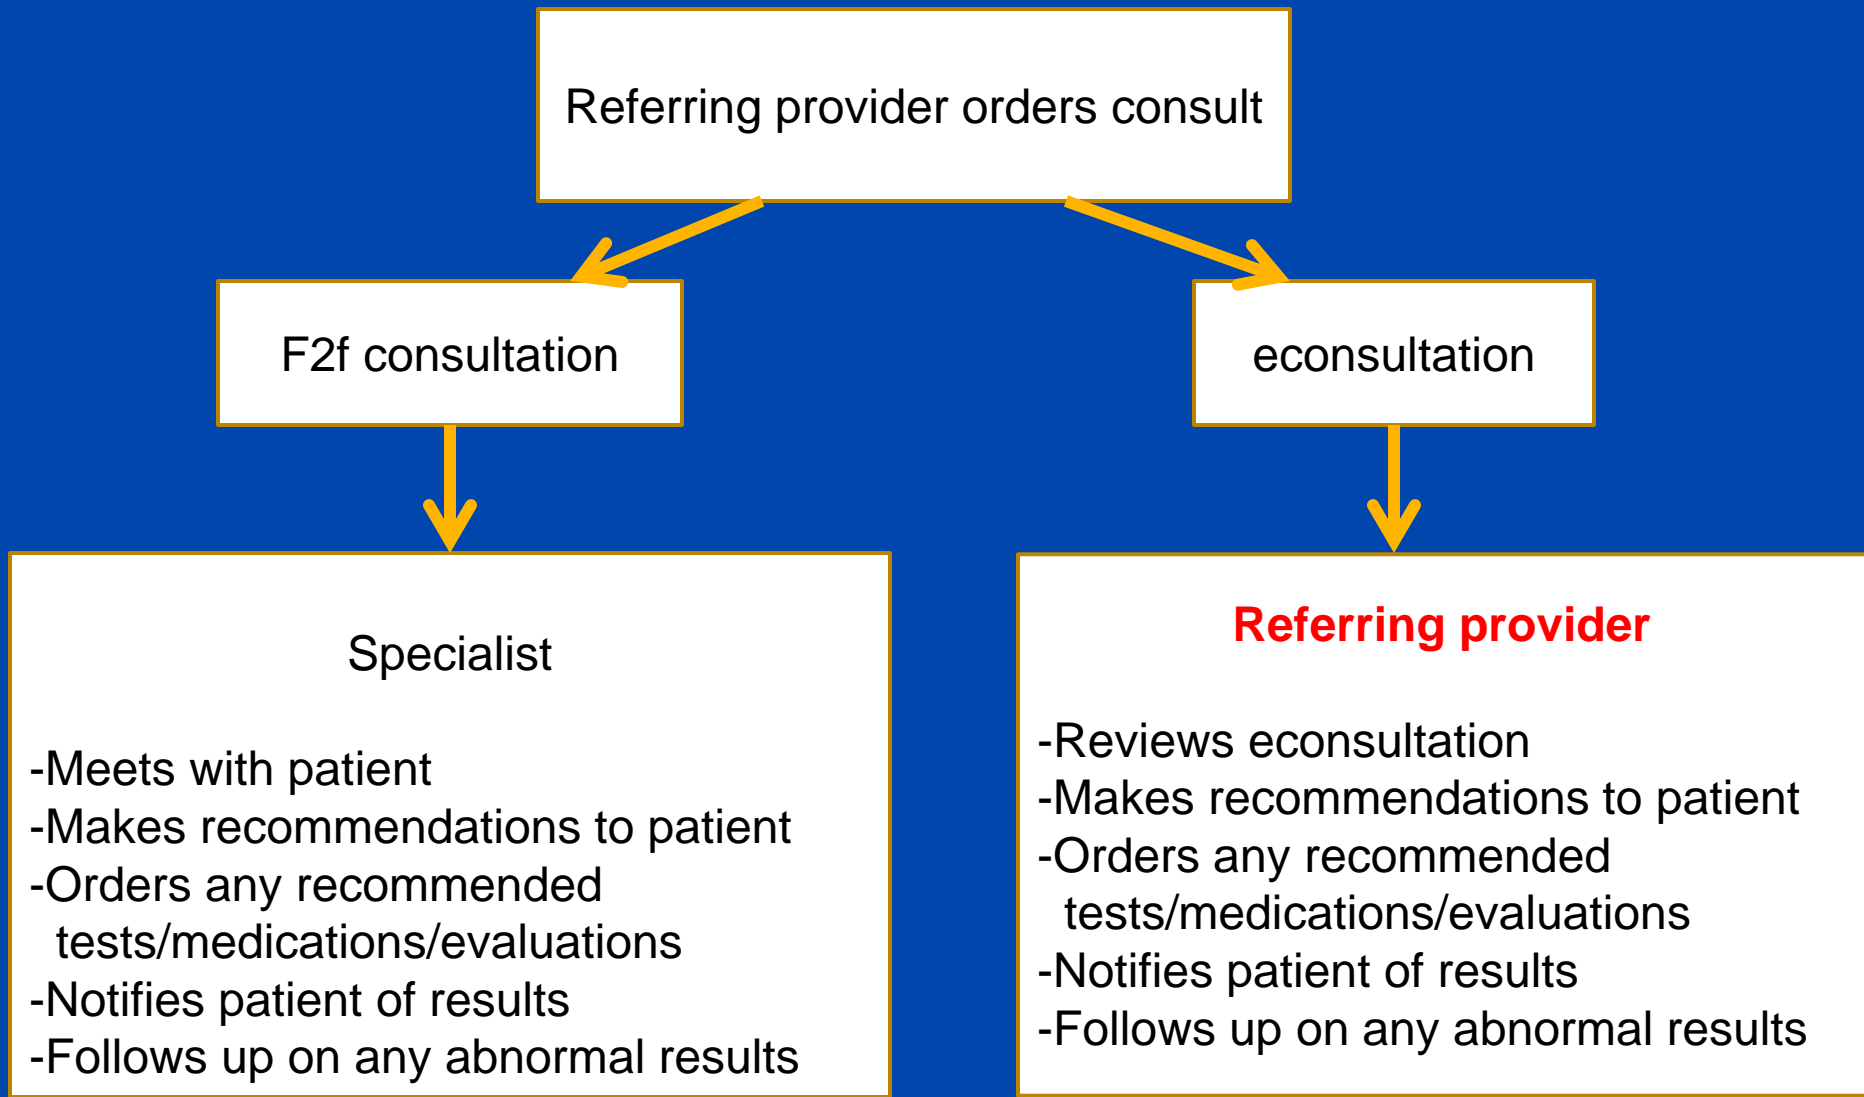 Referring provider orders consult
F2f consultation
econsultation
Specialist
-Meets with patient
-Makes recommendations to patient
-Orders any recommended
tests/medications/evaluations
-Notifies patient of results
-Follows up on any abnormal results
Referring provider
-Reviews econsultation
-Makes recommendations to patient
-Orders any recommended
tests/medications/evaluations
-Notifies patient of results
-Follows up on any abnormal results